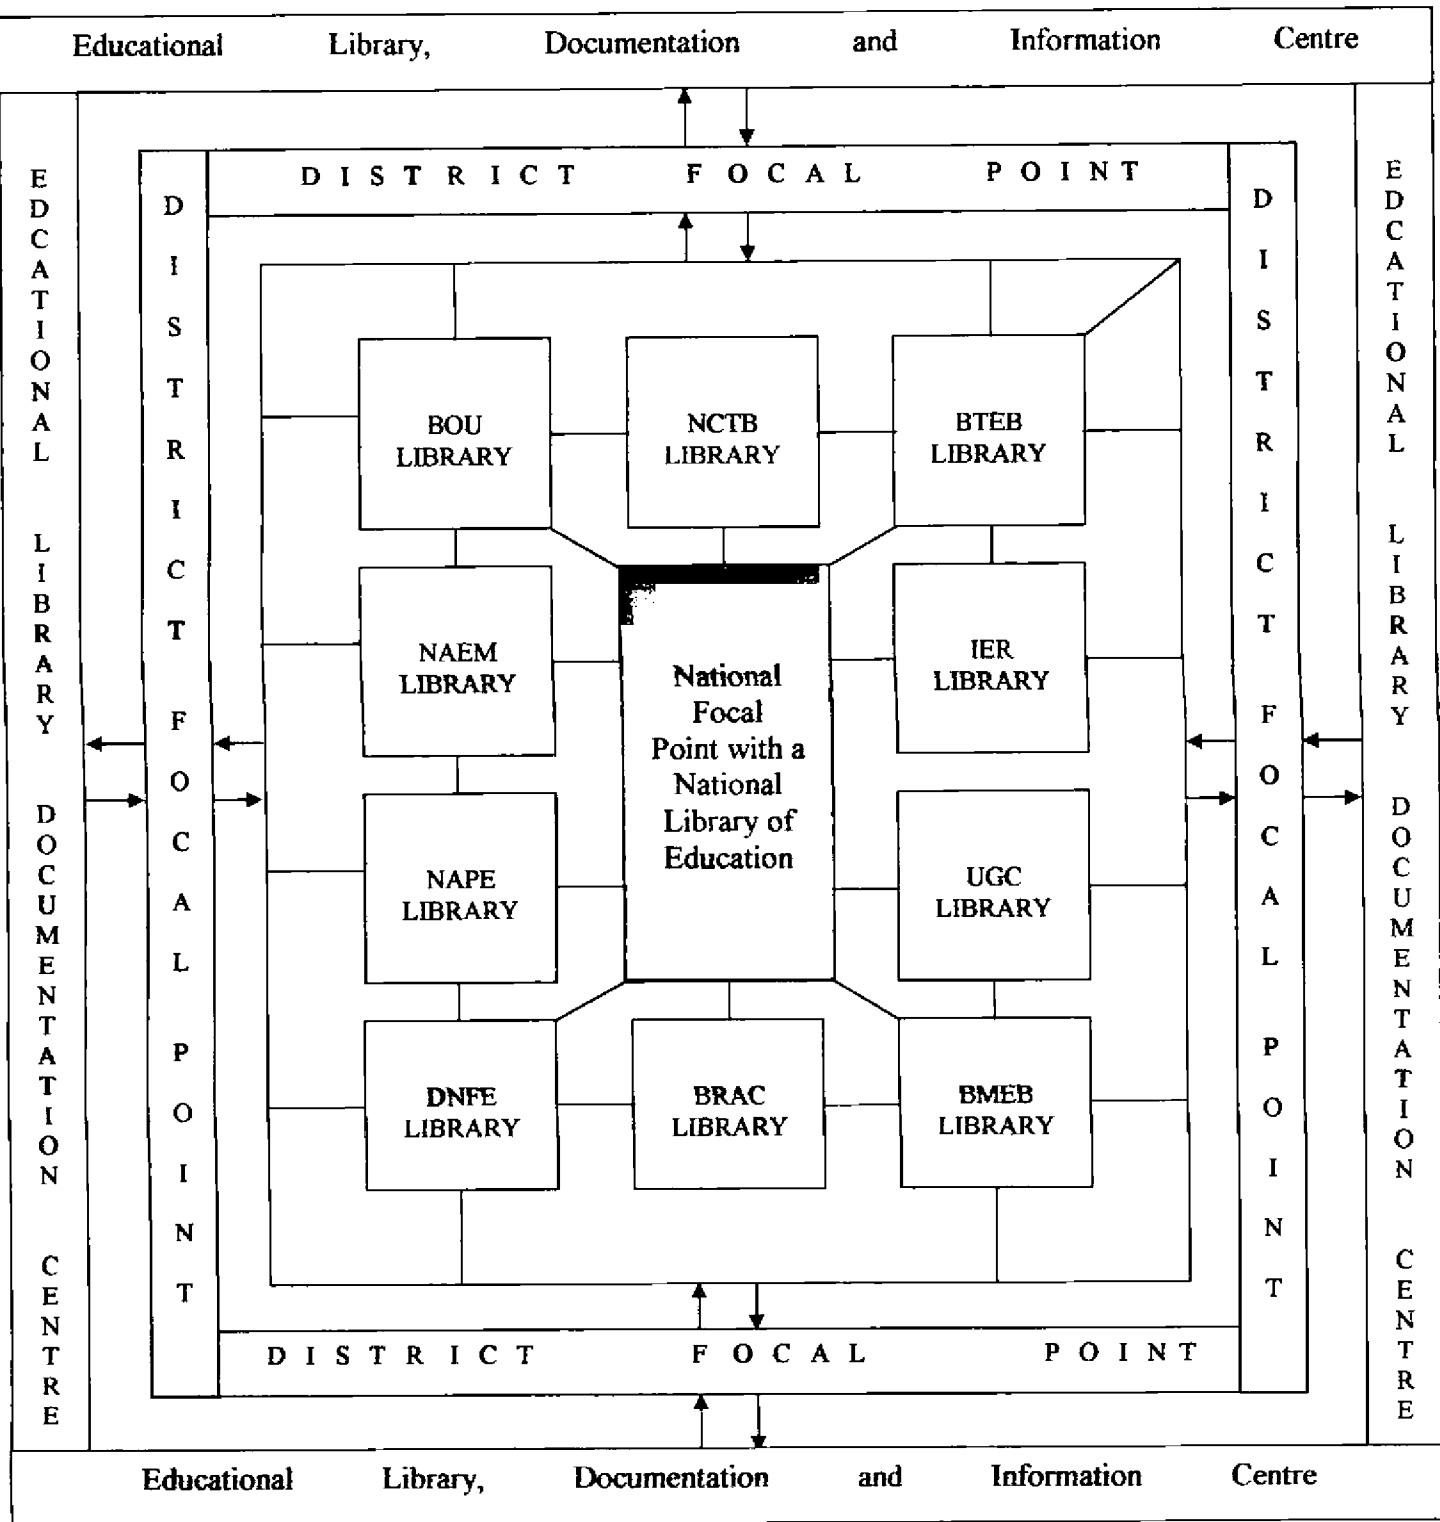 Educational Library, Documentation and Information Centre
EDCATIONAL LIBRARY DOCUMENTATION CENTRE
DISTRICT FOCAL POINT
DISTRICT FOCAL POINT
DISTRICT FOCAL POINT
EDCATIONAL LIBRARY DOCUMENTATION CENTRE
BOU
LIBRARY
NCTB
LIBRARY
BTEB
LIBRARY
NAEM
LIBRARY
National
Focal
Point with a
National
Library of
Education
IER
LIBRARY
NAPE
LIBRARY
UGC
LIBRARY
DNFE
LIBRARY
BRAC
LIBRARY
BMEB
LIBRARY
DISTRICT FOCAL POINT
Educational Library, Documentation and Information Centre